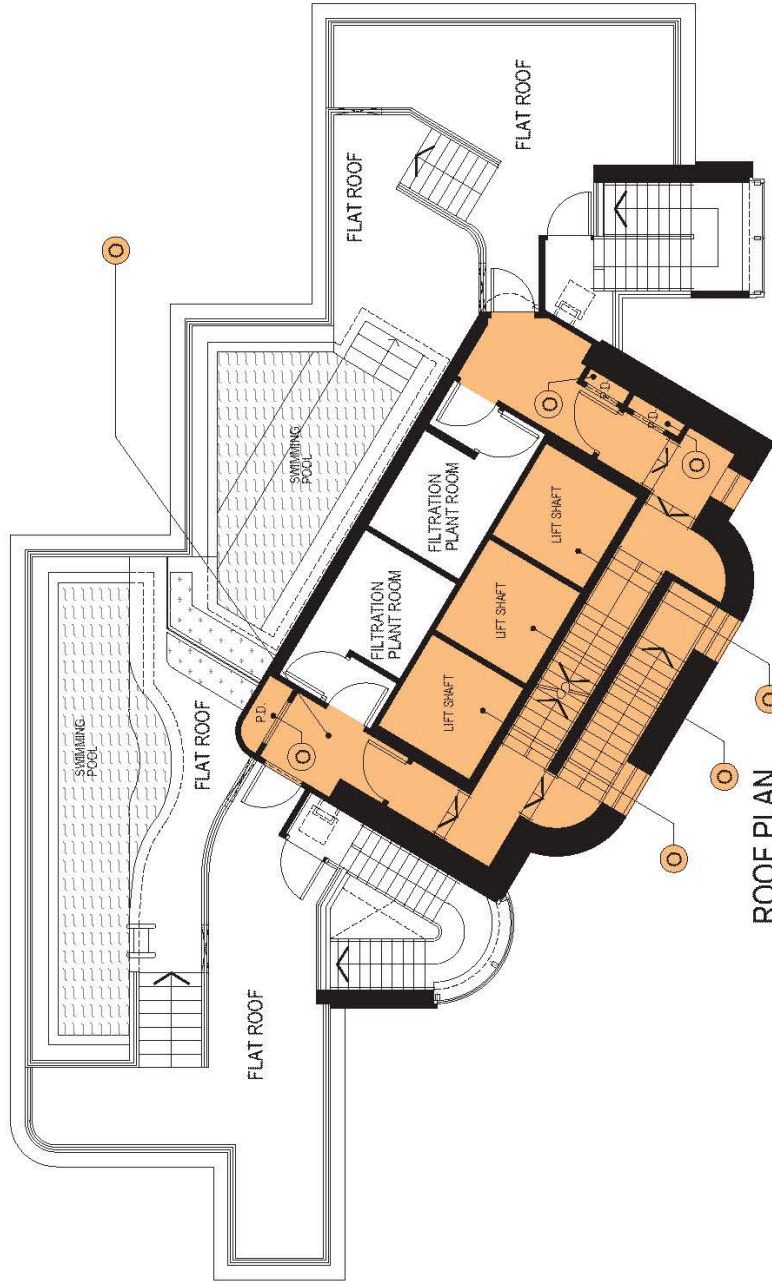 O
FLAT ROOF
FLAT ROOF
SWIMMING
POOL
SWIMMING
POOL
O
O
FILTRATION
PLANT ROOM
FILTRATION
PLANT ROOM
LIFT SHAFT
LIFT SHAFT
LIFT SHAFT
P.D.
O
FLAT ROOF
FLAT ROOF
O
O
O
ROOF PLAN